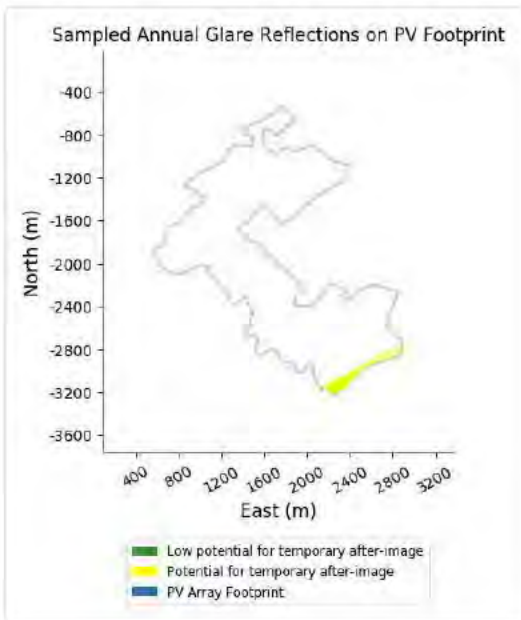 Sampled Annual Glare Reflections on PV Footprint
North (m)
-400
-800
-1200
-1600
-2000
-2400
-2800
-3200
-3600
400 800 1200 1600 2000 2400 2800 3200
East (m)
Low potential for temporary after-image
Potential for temporary after-image
PV Array Footprint